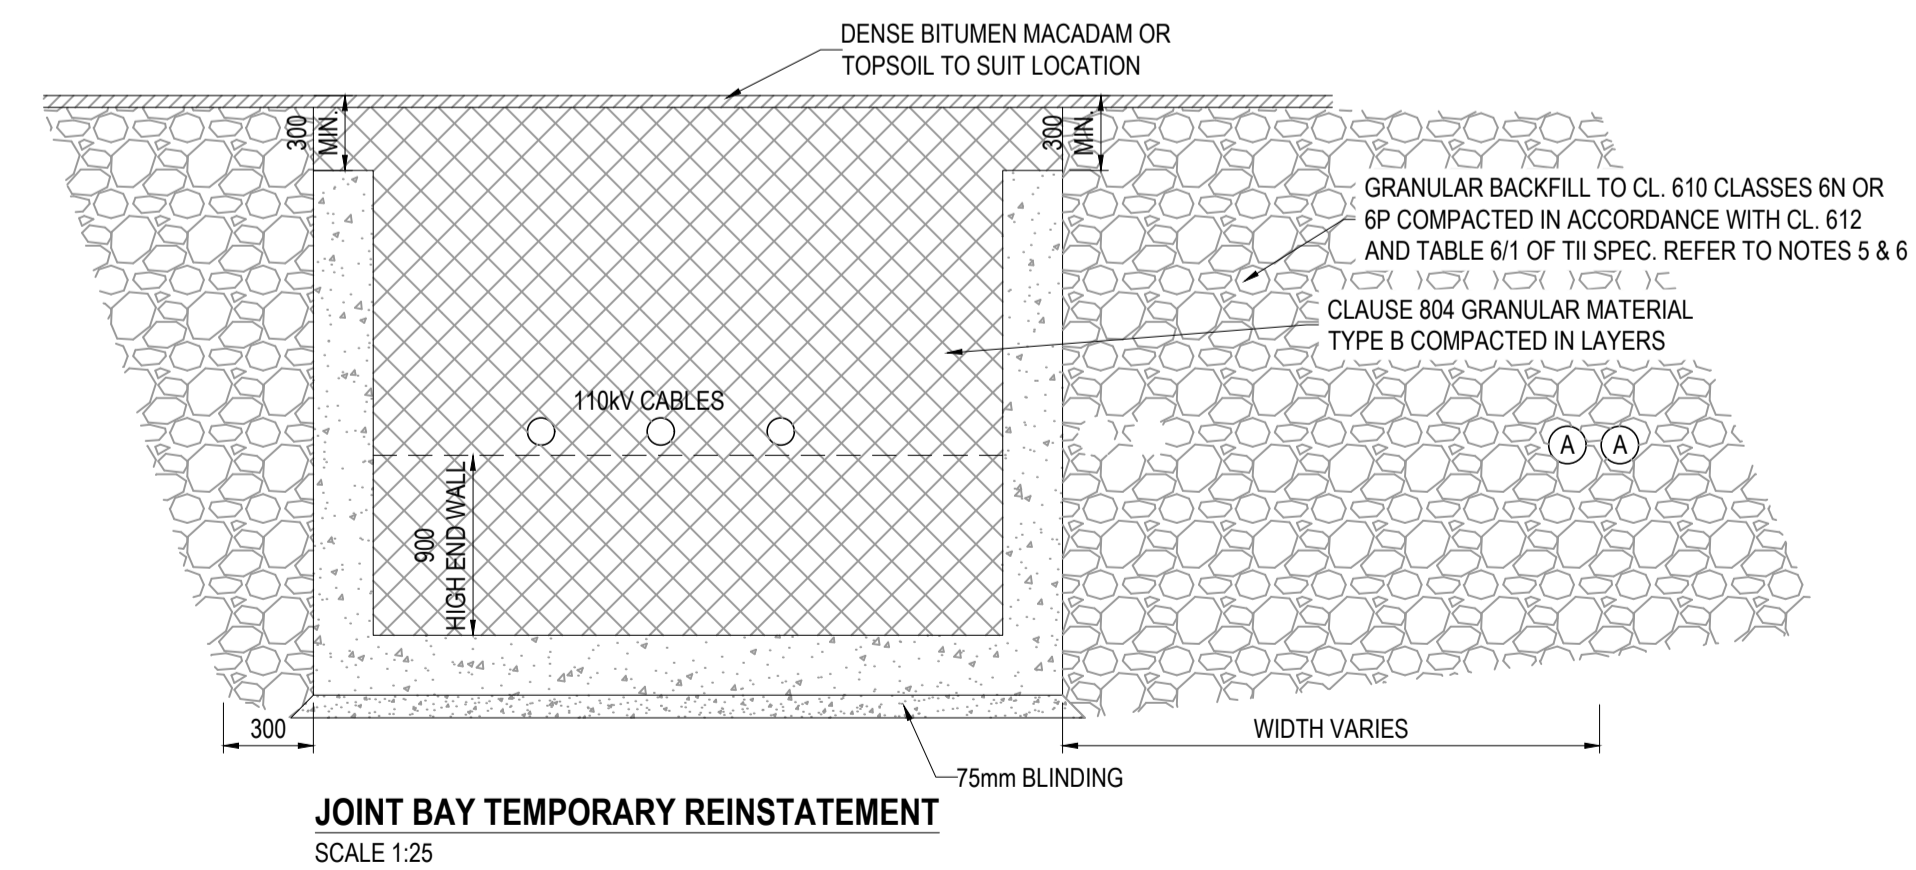 DENSE BITUMEN MACADAM OR
TOPSOIL TO SUIT LOCATION
300
MIN.
300
MIN.
GRANULAR BACKFILL TO CL. 610 CLASSES 6N OR
6P COMPACTED IN ACCORDANCE WITH CL. 612
AND TABLE 6/1 OF TII SPEC. REFER TO NOTES 5 & 6
CLAUSE 804 GRANULAR MATERIAL
TYPE B COMPACTED IN LAYERS
110kV CABLES
A A
900
HIGH END WALL
300
WIDTH VARIES
75mm BLINDING
JOINT BAY TEMPORARY REINSTATEMENT
SCALE 1:25